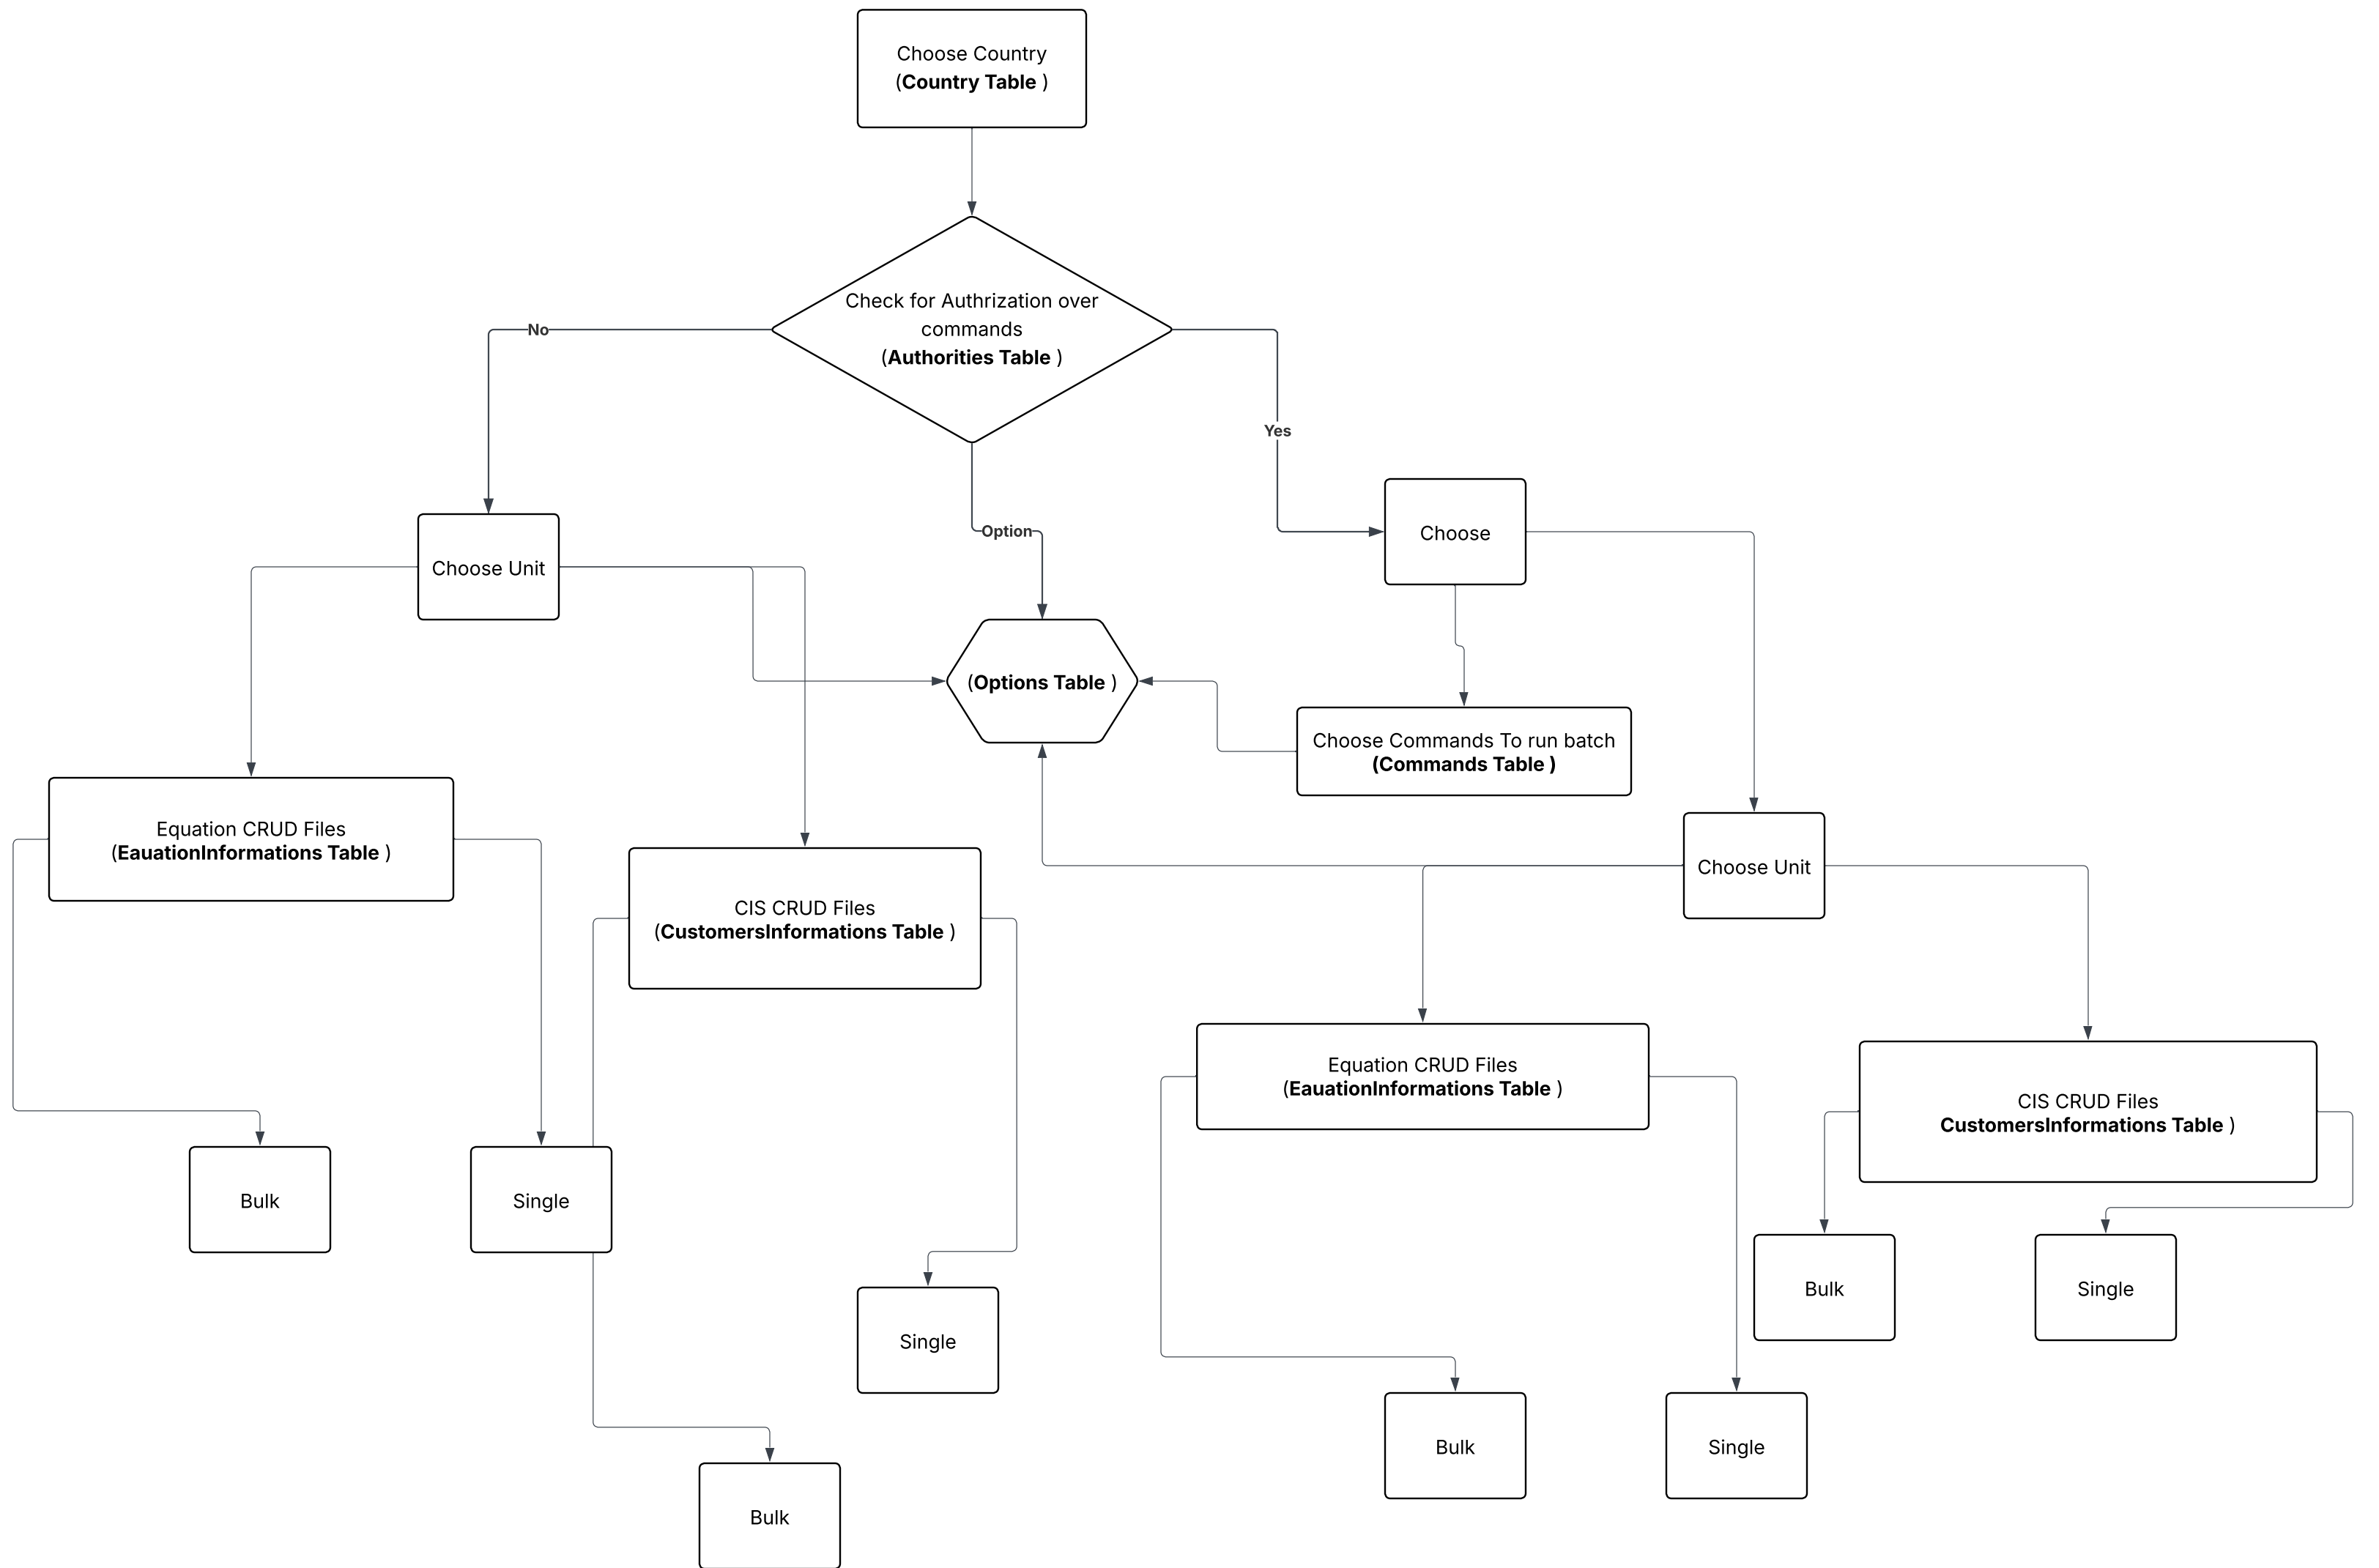 Choose Country
(Country Table )
Check for Authrization over
commands
(Authorities Table )
No
Yes
Option
Choose
Choose Unit
(Options Table )
Choose Commands To run batch
(Commands Table )
Equation CRUD Files
(EauationInformations Table )
Choose Unit
CIS CRUD Files
(CustomersInformations Table )
Equation CRUD Files
(EauationInformations Table )
CIS CRUD Files
CustomersInformations Table )
Bulk
Single
Bulk
Single
Single
Bulk
Single
Bulk